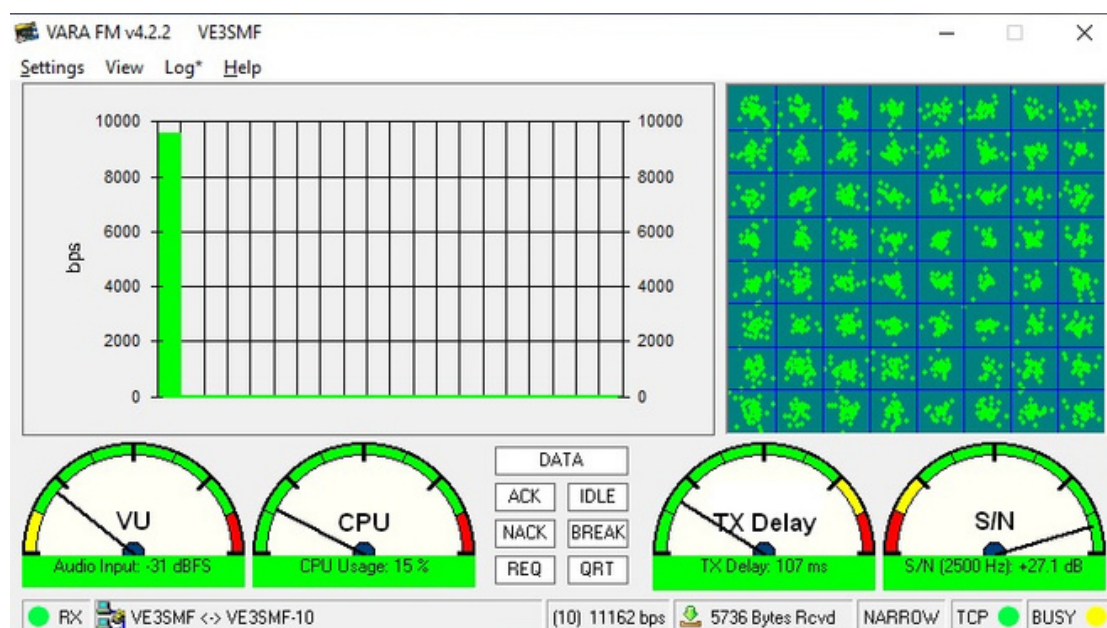 VARA FM v4.2.2 VE3SMF
Settings View Log* Help
10000 10000
8000 8000
6000 6000
bps
4000 4000
2000 2000
0 0
DATA
ACK IDLE
NACK BREAK
REQ QRT
VU
Audio Input: -31 dBFS
CPU
CPU Usage: 15 %
TX Delay
TX Delay: 107 ms
S/N
S/N (2500 Hz): +27.1 dB
RX VE3SMF <-> VE3SMF-10 (10) 11162 bps 5736 Bytes Rcvd NARROW TCP BUSY